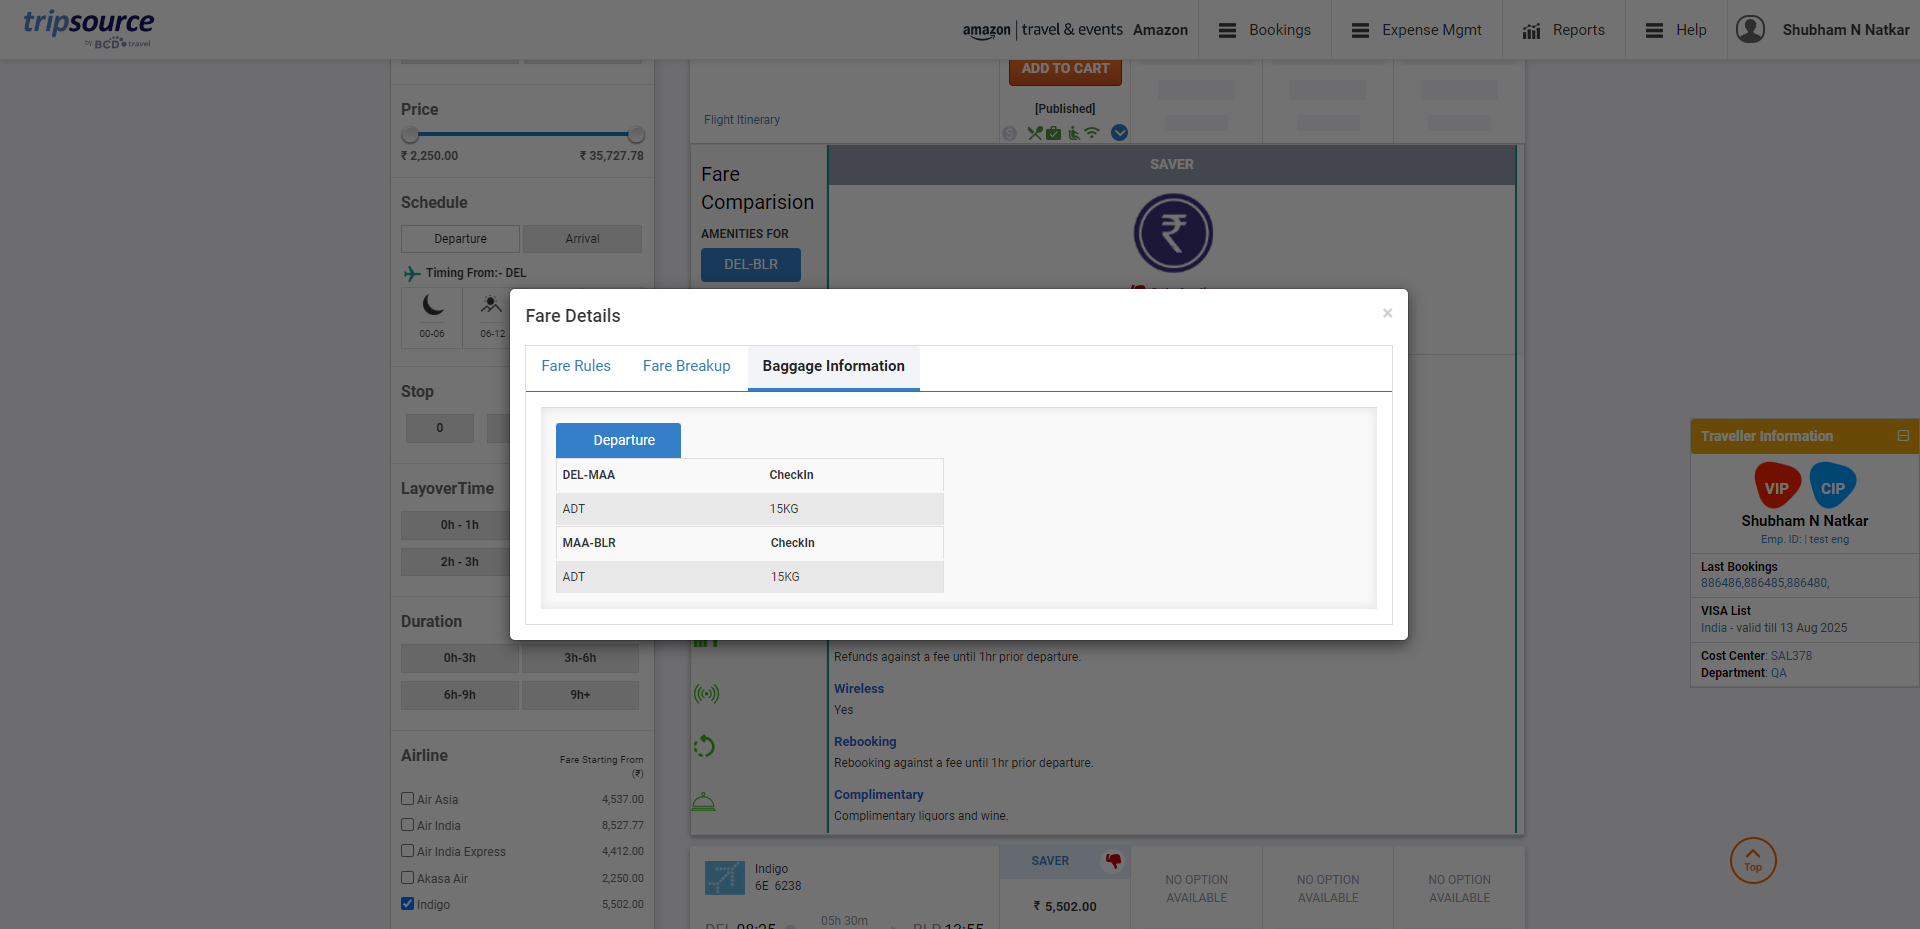 tripsource
by BCD travel
amazon | travel & events Amazon
Bookings
Expense Mgmt
Reports
Help
Shubham N Natkar
Price
₹ 2,250.00 ₹ 35,727.78
Schedule
Departure Arrival
Timing From:- DEL
00-06 06-12
Stop
0
LayoverTime
0h - 1h
2h - 3h
Duration
0h-3h 3h-6h
6h-9h 9h+
Airline Fare Starting From
(₹)
Air Asia 4,537.00
Air India 8,527.77
Air India Express 4,412.00
Akasa Air 2,250.00
Indigo 5,502.00
ADD TO CART
[Published]
Flight Itinerary
Fare
Comparision
AMENITIES FOR
DEL-BLR
SAVER
Fare Details ×
Fare Rules Fare Breakup Baggage Information
Departure
DEL-MAA CheckIn
ADT 15KG
MAA-BLR CheckIn
ADT 15KG
Refunds against a fee until 1hr prior departure.
Wireless
Yes
Rebooking
Rebooking against a fee until 1hr prior departure.
Complimentary
Complimentary liquors and wine.
Indigo
6E 6238
SAVER
₹ 5,502.00
NO OPTION
AVAILABLE
NO OPTION
AVAILABLE
NO OPTION
AVAILABLE
DEL 08:25 05h 30m BLR 13:55
Traveller Information
VIP CIP
Shubham N Natkar
Emp. ID: | test eng
Last Bookings
886486,886485,886480,
VISA List
India - valid till 13 Aug 2025
Cost Center: SAL378
Department: QA
Top